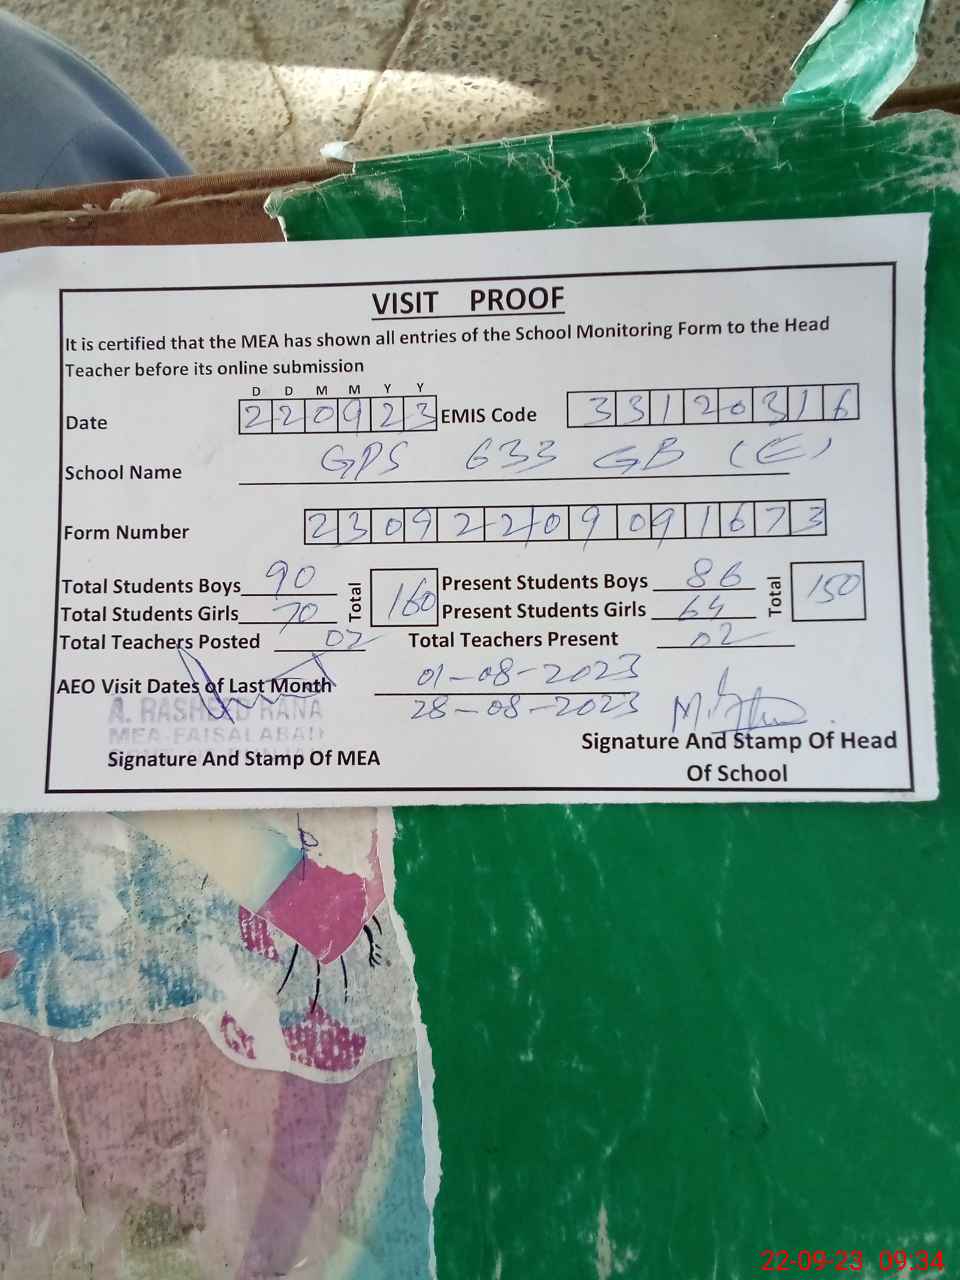 VISIT PROOF
It is certified that the MEA has shown all entries of the School Monitoring Form to the Head
Teacher before its online submission
D D M M Y Y
Date 220923 EMIS Code 33120316
School Name GPS 633 GB (E)
Form Number 230922209091673
Total Students Boys 90 Total 160 Present Students Boys 86 Total 150
Total Students Girls 70 Present Students Girls 64
Total Teachers Posted 02 Total Teachers Present 02
AEO Visit Dates of Last Month 01-08-2023
28-08-2023
A. RASHEED RANA
MEA-FAISALABAD
Signature And Stamp Of MEA
Signature And Stamp Of Head
Of School
22-09-23 09:34